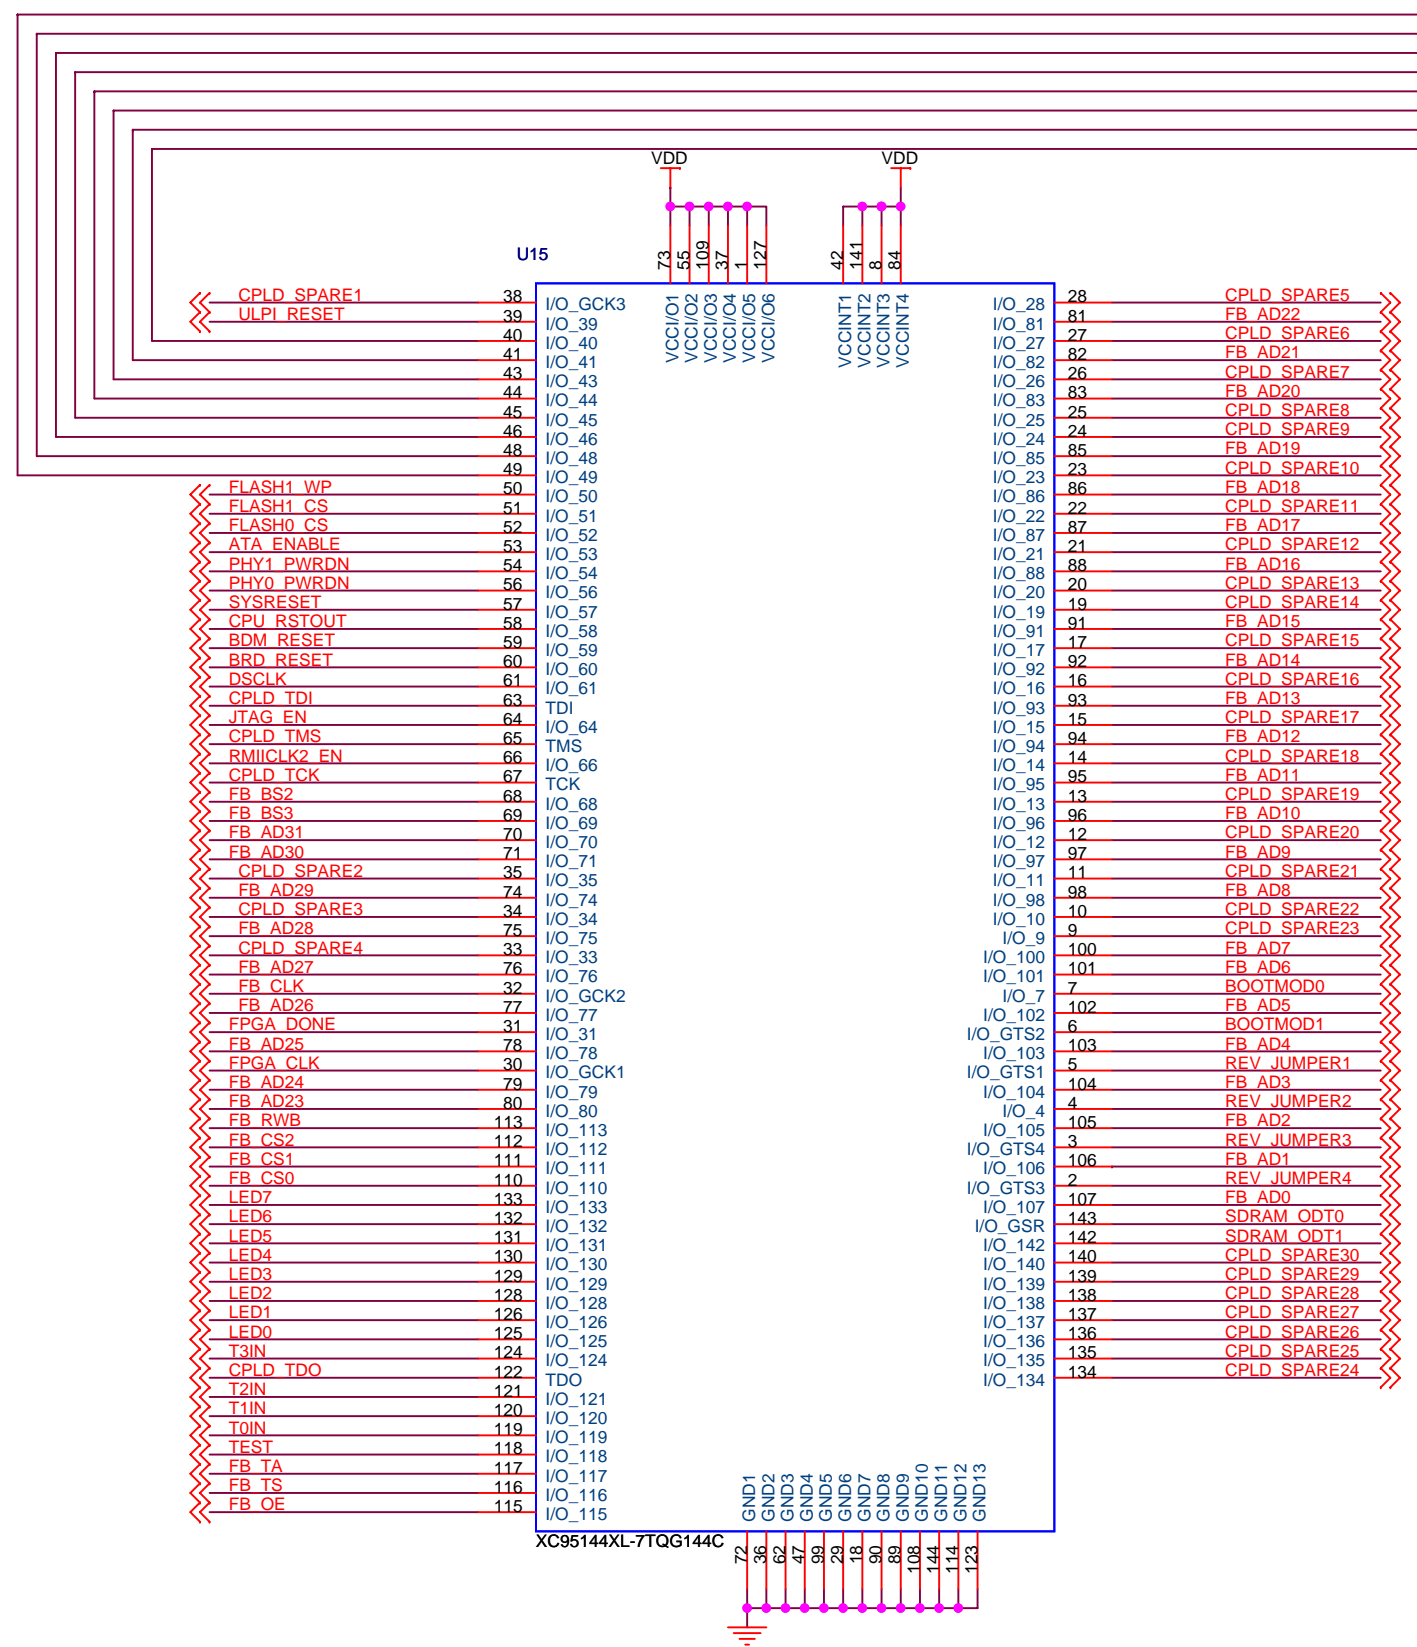 VDD VDD
U15
73 55 109 37 1 127 42 141 8 84
VCCI/O1 VCCI/O2 VCCI/O3 VCCI/O4 VCCI/O5 VCCI/O6 VCCINT1 VCCINT2 VCCINT3 VCCINT4
CPLD_SPARE1 38 I/O_GCK3 I/O_28 28 CPLD_SPARE5
ULPI_RESET 39 I/O_39 I/O_81 81 FB_AD22
40 I/O_40 I/O_27 27 CPLD_SPARE6
41 I/O_41 I/O_82 82 FB_AD21
43 I/O_43 I/O_26 26 CPLD_SPARE7
44 I/O_44 I/O_83 83 FB_AD20
45 I/O_45 I/O_25 25 CPLD_SPARE8
46 I/O_46 I/O_24 24 CPLD_SPARE9
48 I/O_48 I/O_85 85 FB_AD19
49 I/O_49 I/O_23 23 CPLD_SPARE10
FLASH1_WP 50 I/O_50 I/O_86 86 FB_AD18
FLASH1_CS 51 I/O_51 I/O_22 22 CPLD_SPARE11
FLASH0_CS 52 I/O_52 I/O_87 87 FB_AD17
ATA_ENABLE 53 I/O_53 I/O_21 21 CPLD_SPARE12
PHY1_PWRDN 54 I/O_54 I/O_88 88 FB_AD16
PHY0_PWRDN 56 I/O_56 I/O_20 20 CPLD_SPARE13
SYSRESET 57 I/O_57 I/O_19 19 CPLD_SPARE14
CPU_RSTOUT 58 I/O_58 I/O_91 91 FB_AD15
BDM_RESET 59 I/O_59 I/O_17 17 CPLD_SPARE15
BRD_RESET 60 I/O_60 I/O_92 92 FB_AD14
DSCLK 61 I/O_61 I/O_16 16 CPLD_SPARE16
CPLD_TDI 63 TDI I/O_93 93 FB_AD13
JTAG_EN 64 I/O_64 I/O_15 15 CPLD_SPARE17
CPLD_TMS 65 TMS I/O_94 94 FB_AD12
RMIICLK2_EN 66 I/O_66 I/O_14 14 CPLD_SPARE18
CPLD_TCK 67 TCK I/O_95 95 FB_AD11
FB_BS2 68 I/O_68 I/O_13 13 CPLD_SPARE19
FB_BS3 69 I/O_69 I/O_96 96 FB_AD10
FB_AD31 70 I/O_70 I/O_12 12 CPLD_SPARE20
FB_AD30 71 I/O_71 I/O_97 97 FB_AD9
CPLD_SPARE2 35 I/O_35 I/O_11 11 CPLD_SPARE21
FB_AD29 74 I/O_74 I/O_98 98 FB_AD8
CPLD_SPARE3 34 I/O_34 I/O_10 10 CPLD_SPARE22
FB_AD28 75 I/O_75 I/O_9 9 CPLD_SPARE23
CPLD_SPARE4 33 I/O_33 I/O_100 100 FB_AD7
FB_AD27 76 I/O_76 I/O_101 101 FB_AD6
FB_CLK 32 I/O_GCK2 I/O_7 7 BOOTMOD0
FB_AD26 77 I/O_77 I/O_102 102 FB_AD5
FPGA_DONE 31 I/O_31 I/O_GTS2 6 BOOTMOD1
FB_AD25 78 I/O_78 I/O_103 103 FB_AD4
FPGA_CLK 30 I/O_GCK1 I/O_GTS1 5 REV_JUMPER1
FB_AD24 79 I/O_79 I/O_104 104 FB_AD3
FB_AD23 80 I/O_80 I/O_4 4 REV_JUMPER2
FB_RWB 113 I/O_113 I/O_105 105 FB_AD2
FB_CS2 112 I/O_112 I/O_GTS4 3 REV_JUMPER3
FB_CS1 111 I/O_111 I/O_106 106 FB_AD1
FB_CS0 110 I/O_110 I/O_GTS3 2 REV_JUMPER4
LED7 133 I/O_133 I/O_107 107 FB_AD0
LED6 132 I/O_132 I/O_GSR 143 SDRAM_ODT0
LED5 131 I/O_131 I/O_142 142 SDRAM_ODT1
LED4 130 I/O_130 I/O_140 140 CPLD_SPARE30
LED3 129 I/O_129 I/O_139 139 CPLD_SPARE29
LED2 128 I/O_128 I/O_138 138 CPLD_SPARE28
LED1 126 I/O_126 I/O_137 137 CPLD_SPARE27
LED0 125 I/O_125 I/O_136 136 CPLD_SPARE26
T3IN 124 I/O_124 I/O_135 135 CPLD_SPARE25
CPLD_TDO 122 TDO I/O_134 134 CPLD_SPARE24
T2IN 121 I/O_121
T1IN 120 I/O_120
T0IN 119 I/O_119
TEST 118 I/O_118
FB_TA 117 I/O_117
FB_TS 116 I/O_116
FB_OE 115 I/O_115
GND1 GND2 GND3 GND4 GND5 GND6 GND7 GND8 GND9 GND10 GND11 GND12 GND13
XC95144XL-7TQG144C
72 36 62 47 99 29 18 90 89 108 144 114 123